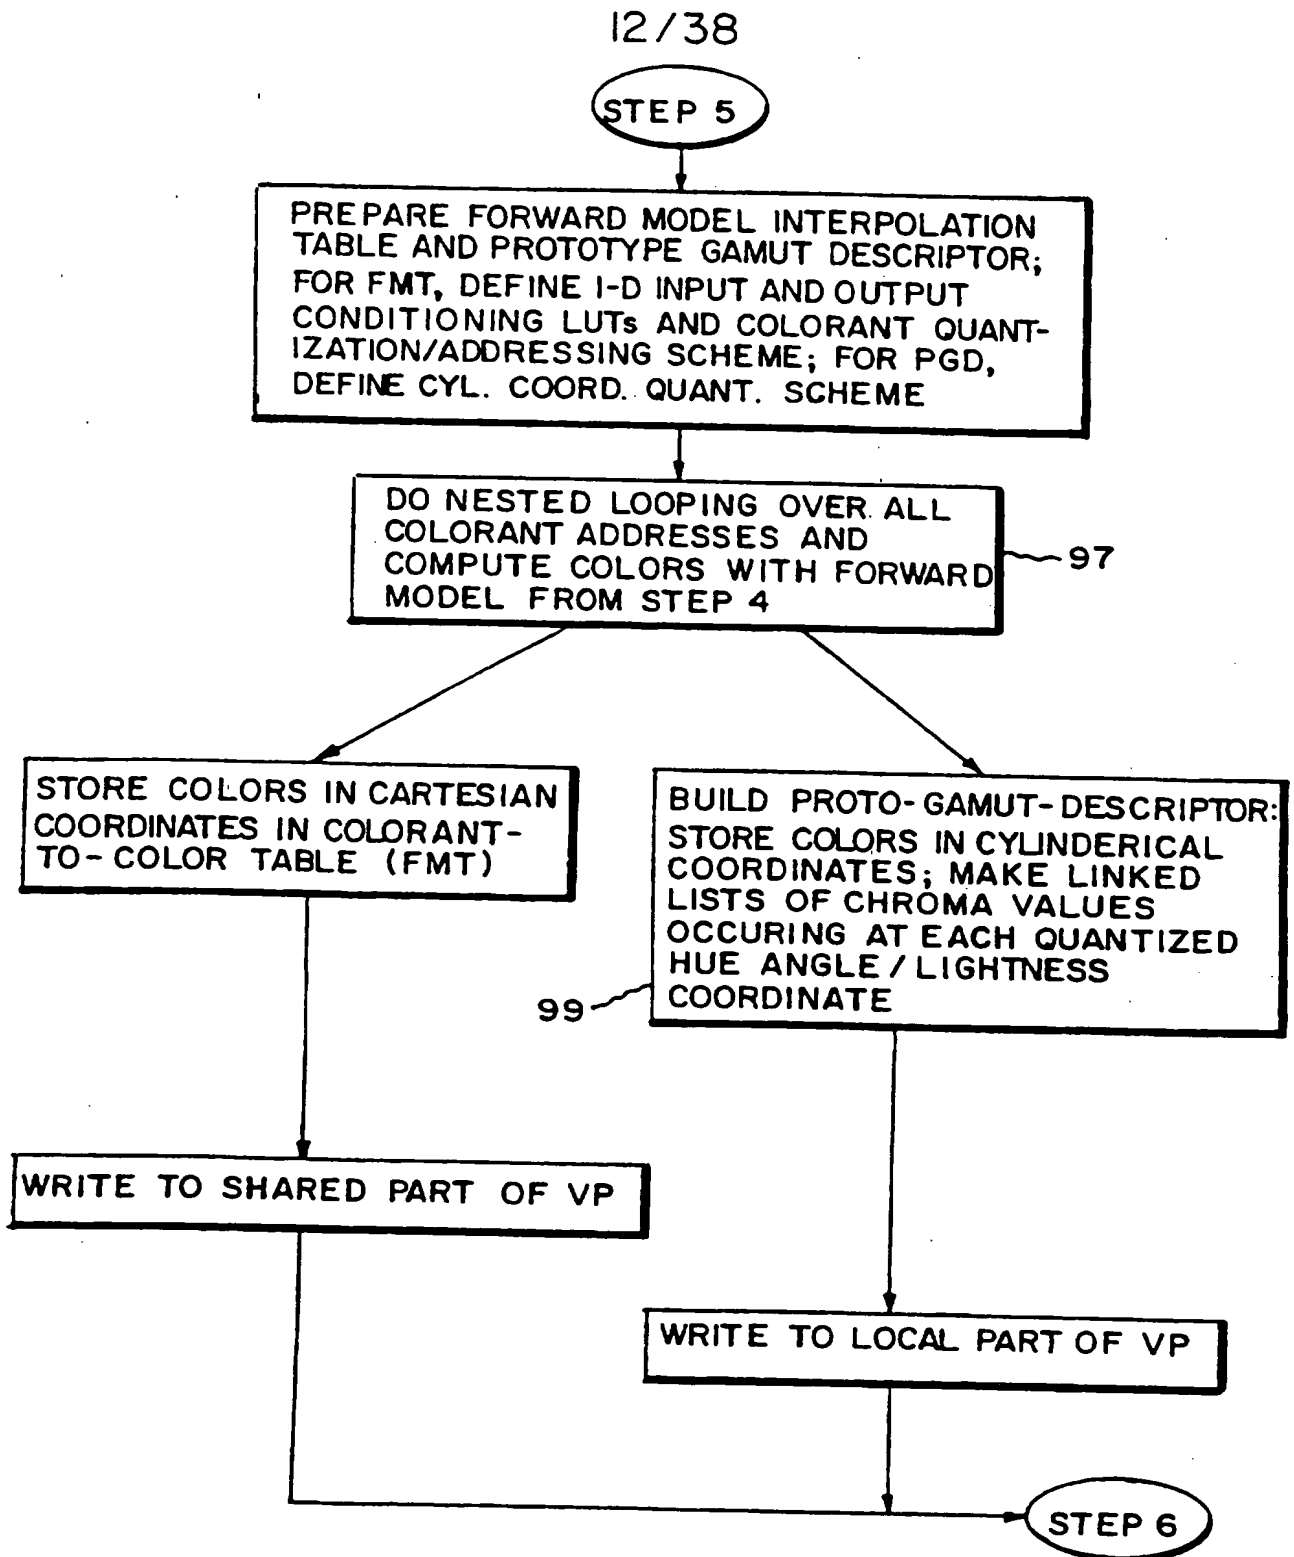 12/38
STEP 5
PREPARE FORWARD MODEL INTERPOLATION
TABLE AND PROTOTYPE GAMUT DESCRIPTOR;
FOR FMT, DEFINE 1-D INPUT AND OUTPUT
CONDITIONING LUTs AND COLORANT QUANT-
IZATION/ADDRESSING SCHEME; FOR PGD,
DEFINE CYL. COORD. QUANT. SCHEME
DO NESTED LOOPING OVER ALL
COLORANT ADDRESSES AND
COMPUTE COLORS WITH FORWARD
MODEL FROM STEP 4
97
STORE COLORS IN CARTESIAN
COORDINATES IN COLORANT-
TO-COLOR TABLE (FMT)
BUILD PROTO-GAMUT-DESCRIPTOR:
STORE COLORS IN CYLINDERICAL
COORDINATES; MAKE LINKED
LISTS OF CHROMA VALUES
OCCURING AT EACH QUANTIZED
HUE ANGLE/LIGHTNESS
COORDINATE
99
WRITE TO SHARED PART OF VP
WRITE TO LOCAL PART OF VP
STEP 6